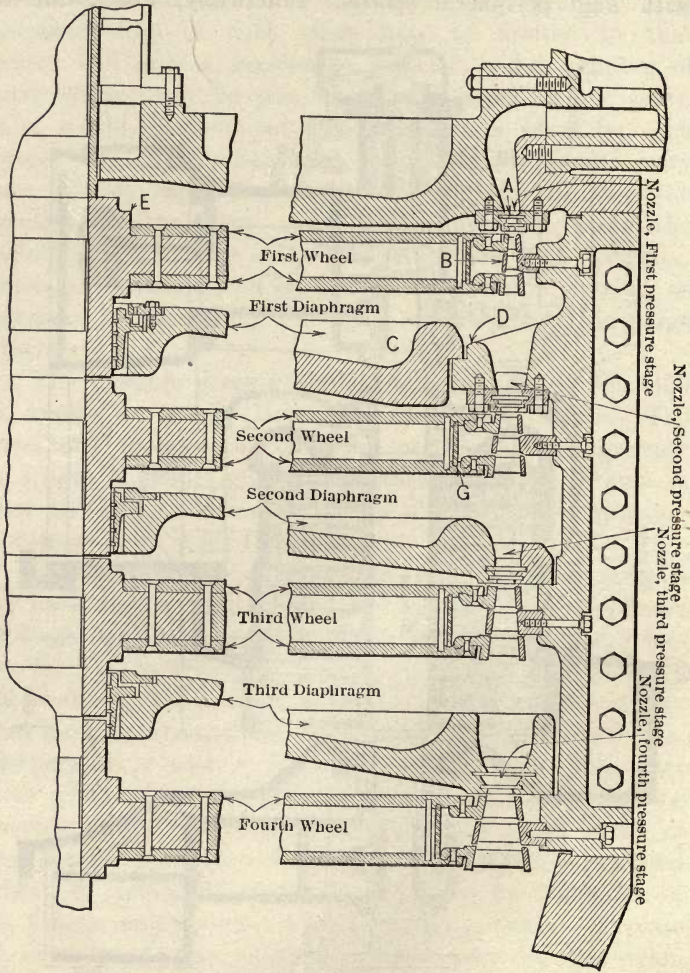 A
E
First Wheel
B
First Diaphragm
C
D
Second Wheel
G
Second Diaphragm
Third Wheel
Third Diaphragm
Fourth Wheel
Nozzle, First pressure stage
Nozzle, Second pressure stage
Nozzle, third pressure stage
Nozzle, fourth pressure stage